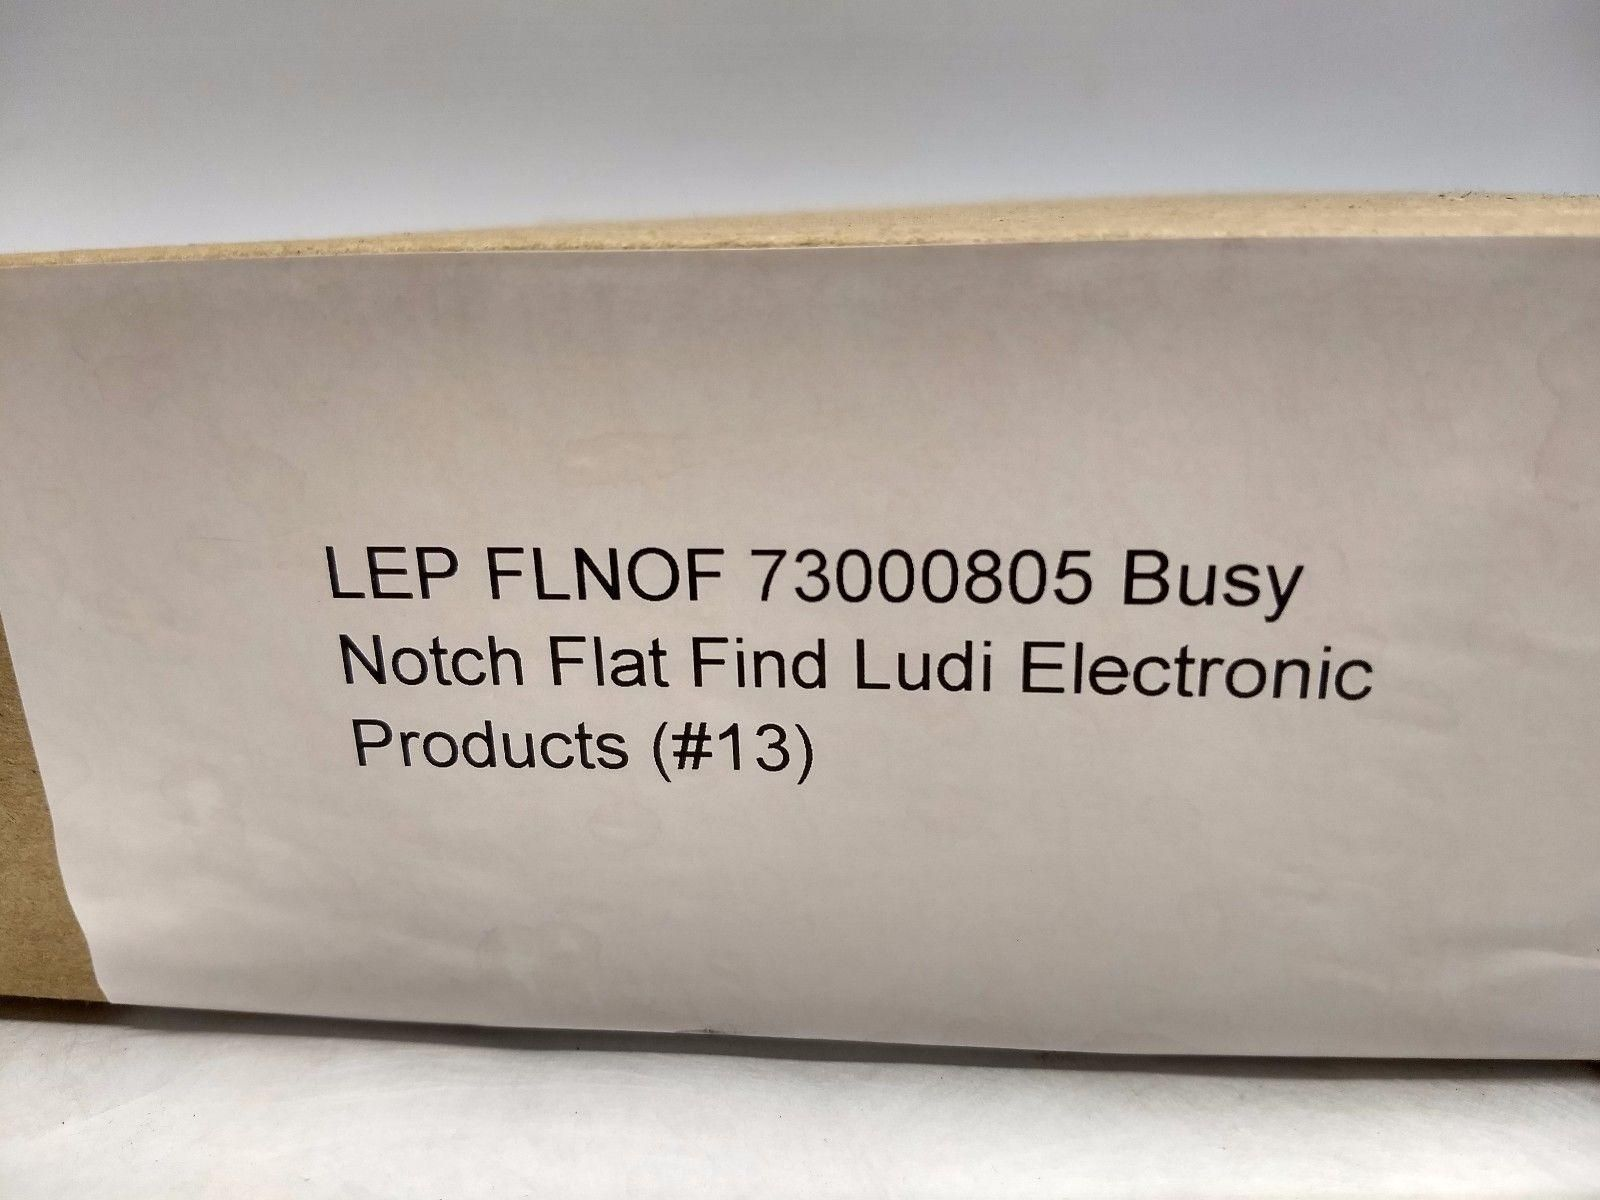 LEP FLNOF 73000805 Busy
Notch Flat Find Ludi Electronic
Products (#13)